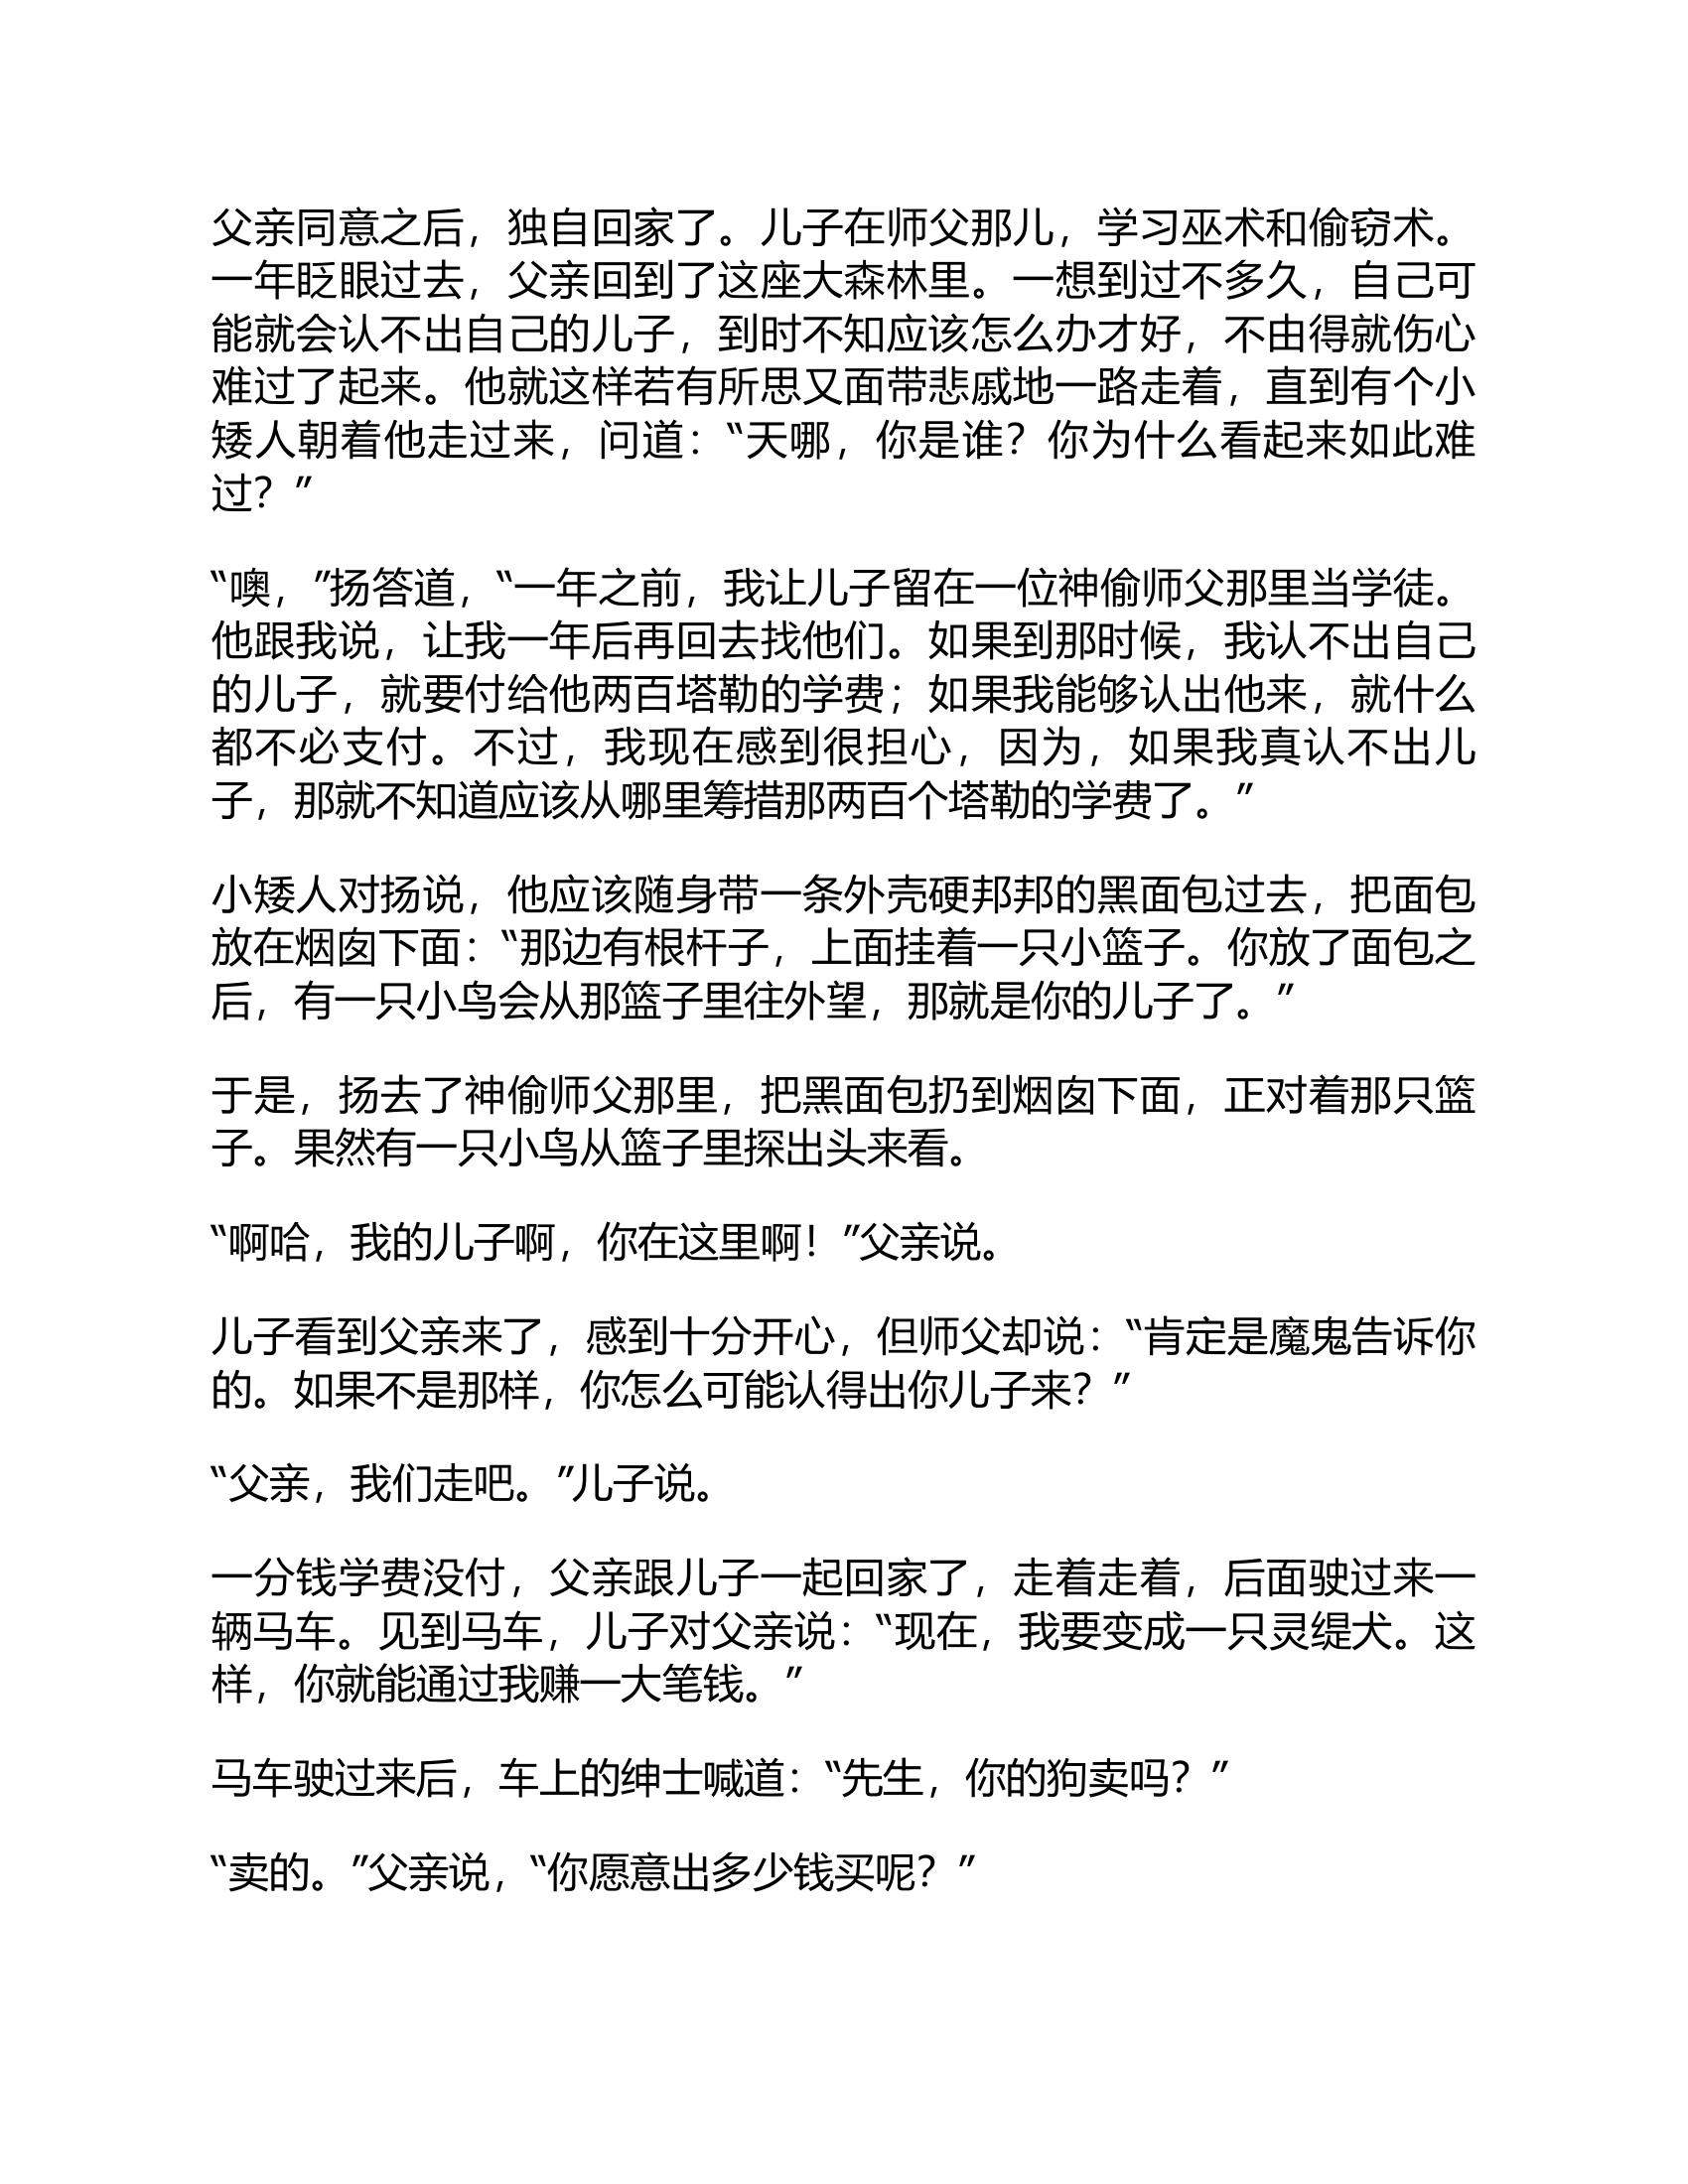 父亲同意之后，独自回家了。儿子在师父那儿，学习巫术和偷窃术。
一年眨眼过去，父亲回到了这座大森林里。一想到过不多久，自己可
能就会认不出自己的儿子，到时不知应该怎么办才好，不由得就伤心
难过了起来。他就这样若有所思又面带悲戚地一路走着，直到有个小
矮人朝着他走过来，问道：“天哪，你是谁？你为什么看起来如此难
过？”
“噢，”扬答道，“一年之前，我让儿子留在一位神偷师父那里当学徒。
他跟我说，让我一年后再回去找他们。如果到那时候，我认不出自己
的儿子，就要付给他两百塔勒的学费；如果我能够认出他来，就什么
都不必支付。不过，我现在感到很担心，因为，如果我真认不出儿
子，那就不知道应该从哪里筹措那两百个塔勒的学费了。”
小矮人对扬说，他应该随身带一条外壳硬邦邦的黑面包过去，把面包
放在烟囱下面：“那边有根杆子，上面挂着一只小篮子。你放了面包之
后，有一只小鸟会从那篮子里往外望，那就是你的儿子了。”
于是，扬去了神偷师父那里，把黑面包扔到烟囱下面，正对着那只篮
子。果然有一只小鸟从篮子里探出头来看。
“啊哈，我的儿子啊，你在这里啊！”父亲说。
儿子看到父亲来了，感到十分开心，但师父却说：“肯定是魔鬼告诉你
的。如果不是那样，你怎么可能认得出你儿子来？”
“父亲，我们走吧。”儿子说。
一分钱学费没付，父亲跟儿子一起回家了，走着走着，后面驶过来一
辆马车。见到马车，儿子对父亲说：“现在，我要变成一只灵缇犬。这
样，你就能通过我赚一大笔钱。”
马车驶过来后，车上的绅士喊道：“先生，你的狗卖吗？”
“卖的。”父亲说，“你愿意出多少钱买呢？”